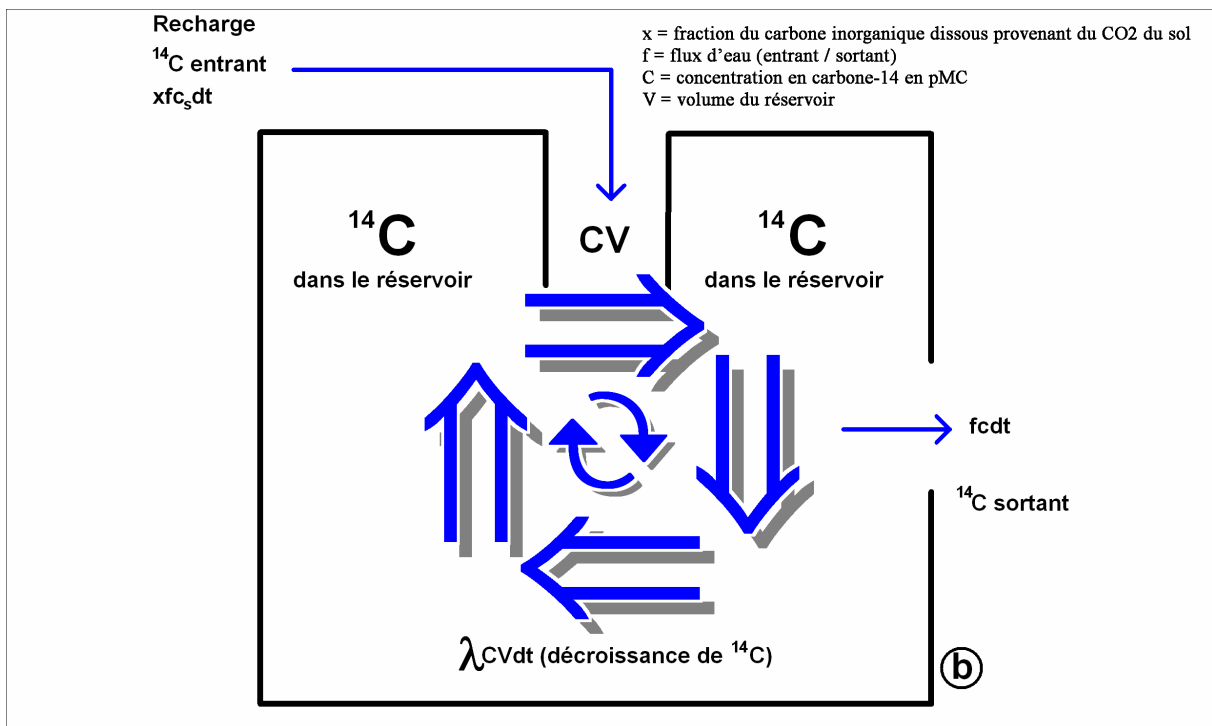 Recharge
¹⁴C entrant
xfcₛdt
x = fraction du carbone inorganique dissous provenant du CO2 du sol
f = flux d'eau (entrant / sortant)
C = concentration en carbone-14 en pMC
V = volume du réservoir
¹⁴C
dans le réservoir
CV
¹⁴C
dans le réservoir
fcdt
¹⁴C sortant
λCVdt (décroissance de ¹⁴C)
b